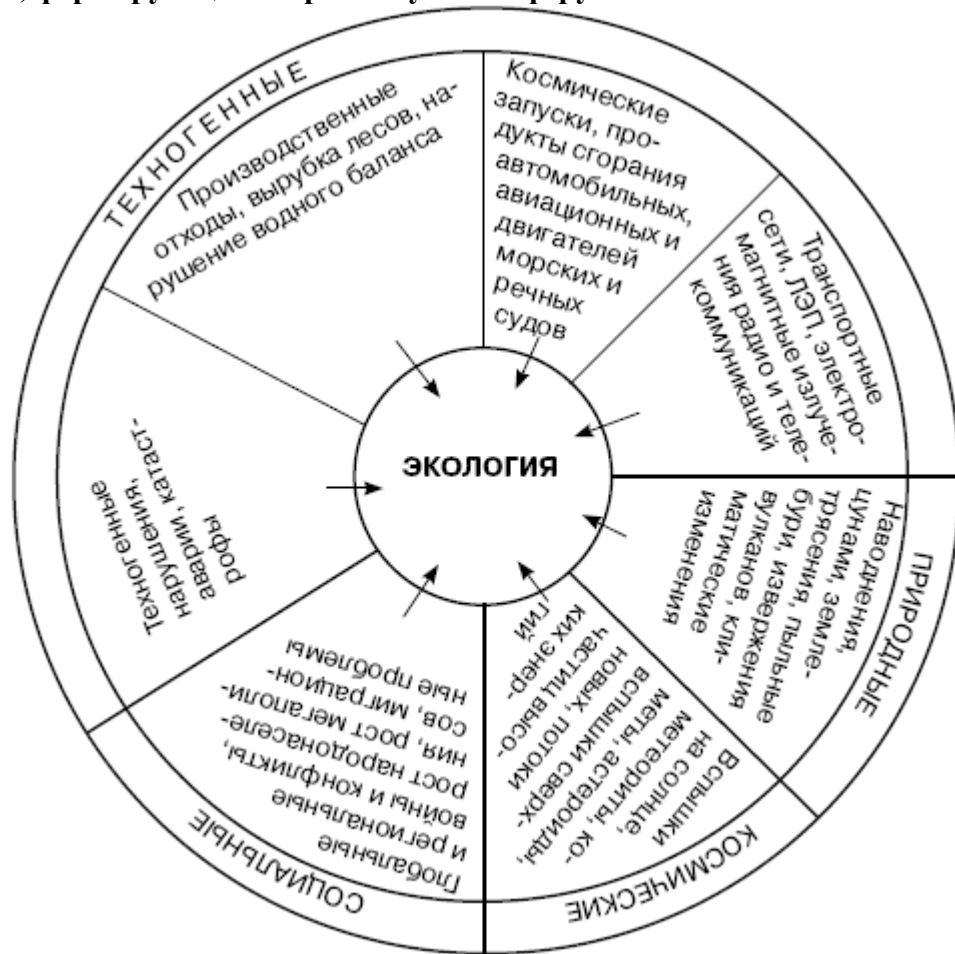 ТЕХНОГЕННЫЕ
Производственные
отходы, вырубка лесов, на-
рушение водного баланса
Космические
запуски, про-
дукты сгорания
автомобильных,
авиационных и
двигателей
морских и
речных
судов
Транспортные
сети, ЛЭП, электро-
магнитные излуче-
ния радио и теле-
коммуникаций
ПРИРОДНЫЕ
Наводнения,
цунами, земле-
трясения, пыльные
бури, извержения
вулканов, кли-
матические
изменения
КОСМИЧЕСКИЕ
Вспышки
на солнце,
метеориты, ко-
меты, астероиды,
вспышки сверх-
новых, потоки
частиц высо-
ких энер-
гий
СОЦИАЛЬНЫЕ
Глобальные
и региональные
войны и конфликты,
рост народонаселе-
ния, рост мегаполи-
сов, миграцион-
ные проблемы
Техногенные
нарушения,
аварии, катаст-
рофы
ЭКОЛОГИЯ